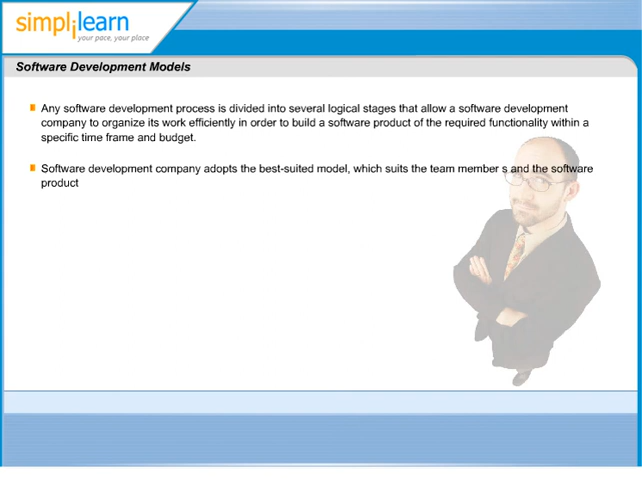 simplilearn
your pace, your place
Software Development Models
Any software development process is divided into several logical stages that allow a software development
company to organize its work efficiently in order to build a software product of the required functionality within a
specific time frame and budget.
Software development company adopts the best-suited model, which suits the team member s and the software
product